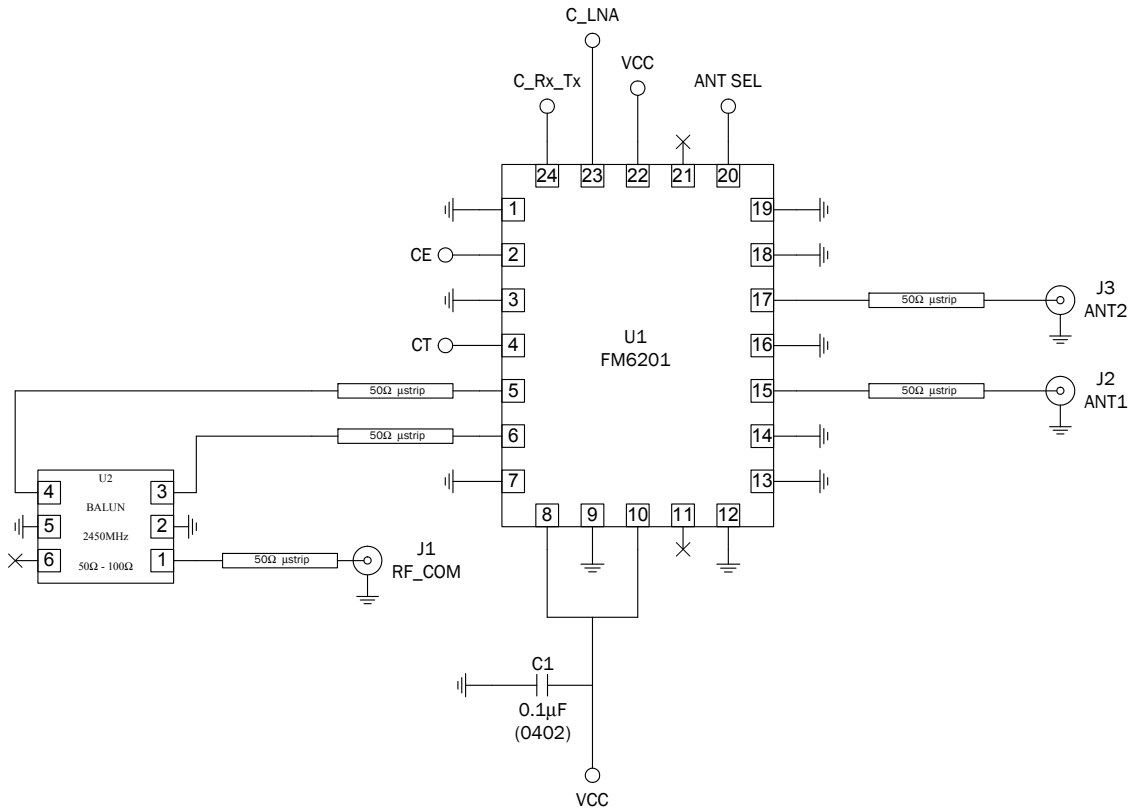 C_LNA
VCC
C_Rx_Tx
ANT SEL
24 23 22 21 20
1
19
CE
2
18
3
17
50Ω µstrip
J3
ANT2
U1
FM6201
CT
4
16
50Ω µstrip
5
15
50Ω µstrip
J2
ANT1
50Ω µstrip
6
14
7
13
U2
4
3
BALUN
5
2
2450MHz
6
1
50Ω - 100Ω
50Ω µstrip
J1
RF_COM
8 9 10 11 12
C1
0.1µF
(0402)
VCC